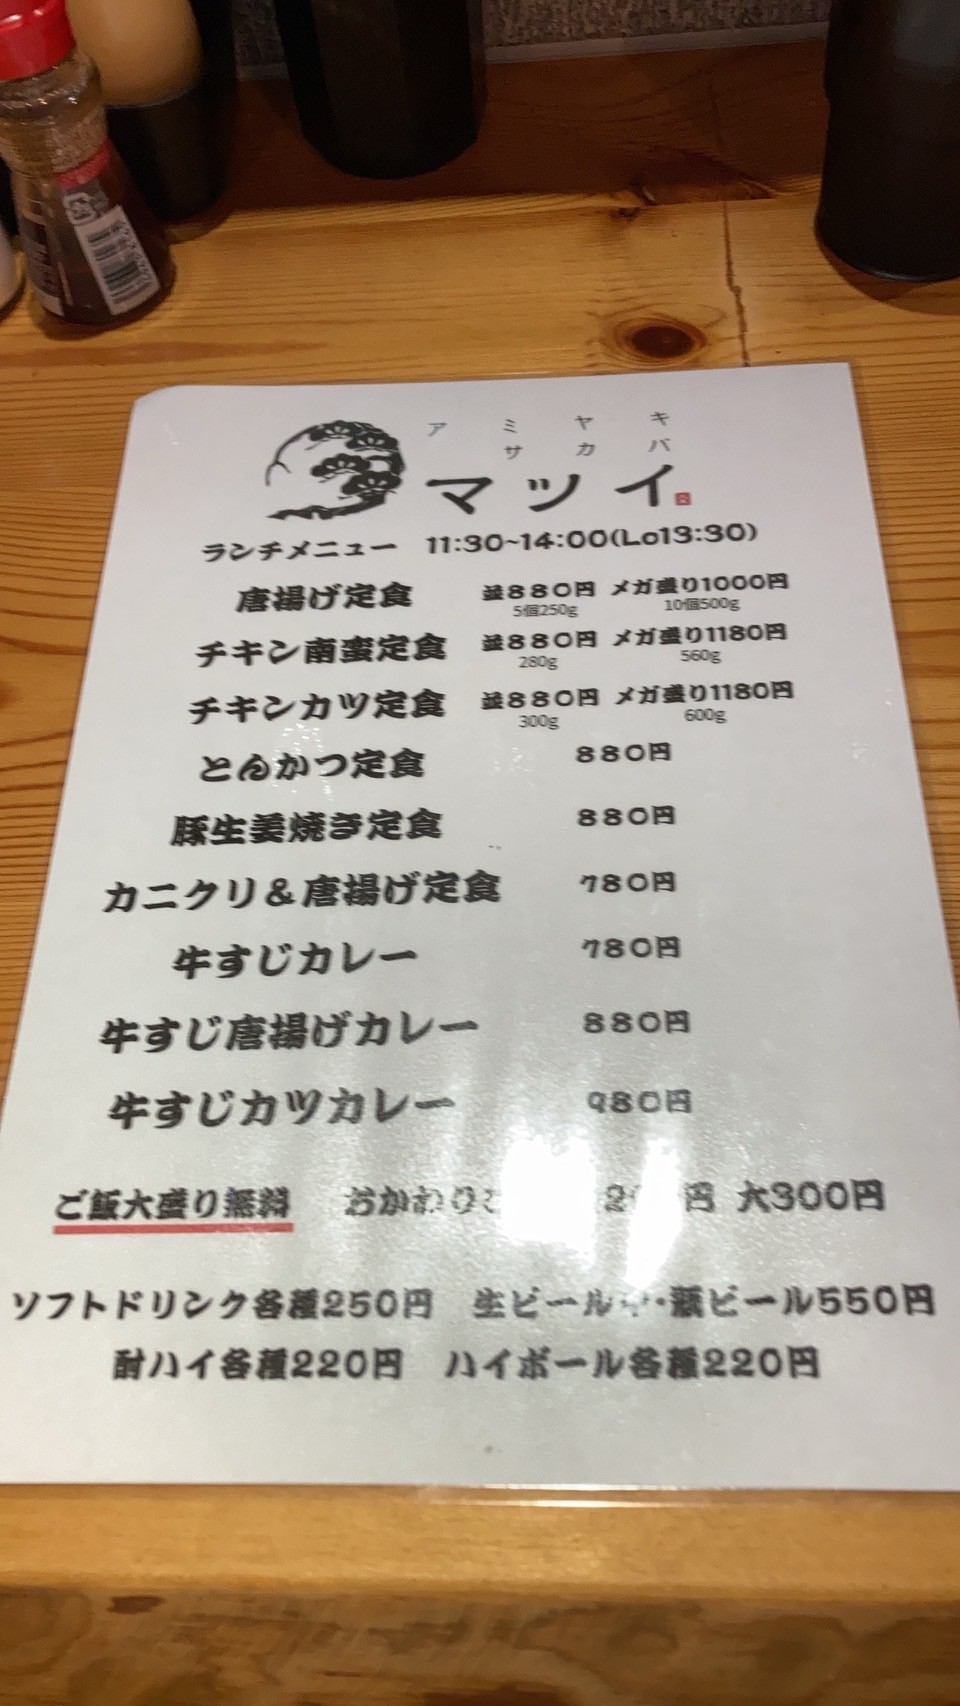 アミヤキ
サカバ
マツイ
ランチメニュー 11:30~14:00(Lo13:30)
唐揚げ定食 並880円 メガ盛り1000円
5個250g 10個500g
チキン南蛮定食 並880円 メガ盛り1180円
280g 560g
チキンカツ定食 並880円 メガ盛り1180円
300g 600g
とんかつ定食 880円
豚生姜焼き定食 880円
カニクリ&唐揚げ定食 780円
牛すじカレー 780円
牛すじ唐揚げカレー 880円
牛すじカツカレー 980円
ご飯大盛り無料 おかわり 円 大300円
ソフトドリンク各種250円 生ビール・瓶ビール550円
酎ハイ各種220円 ハイボール各種220円